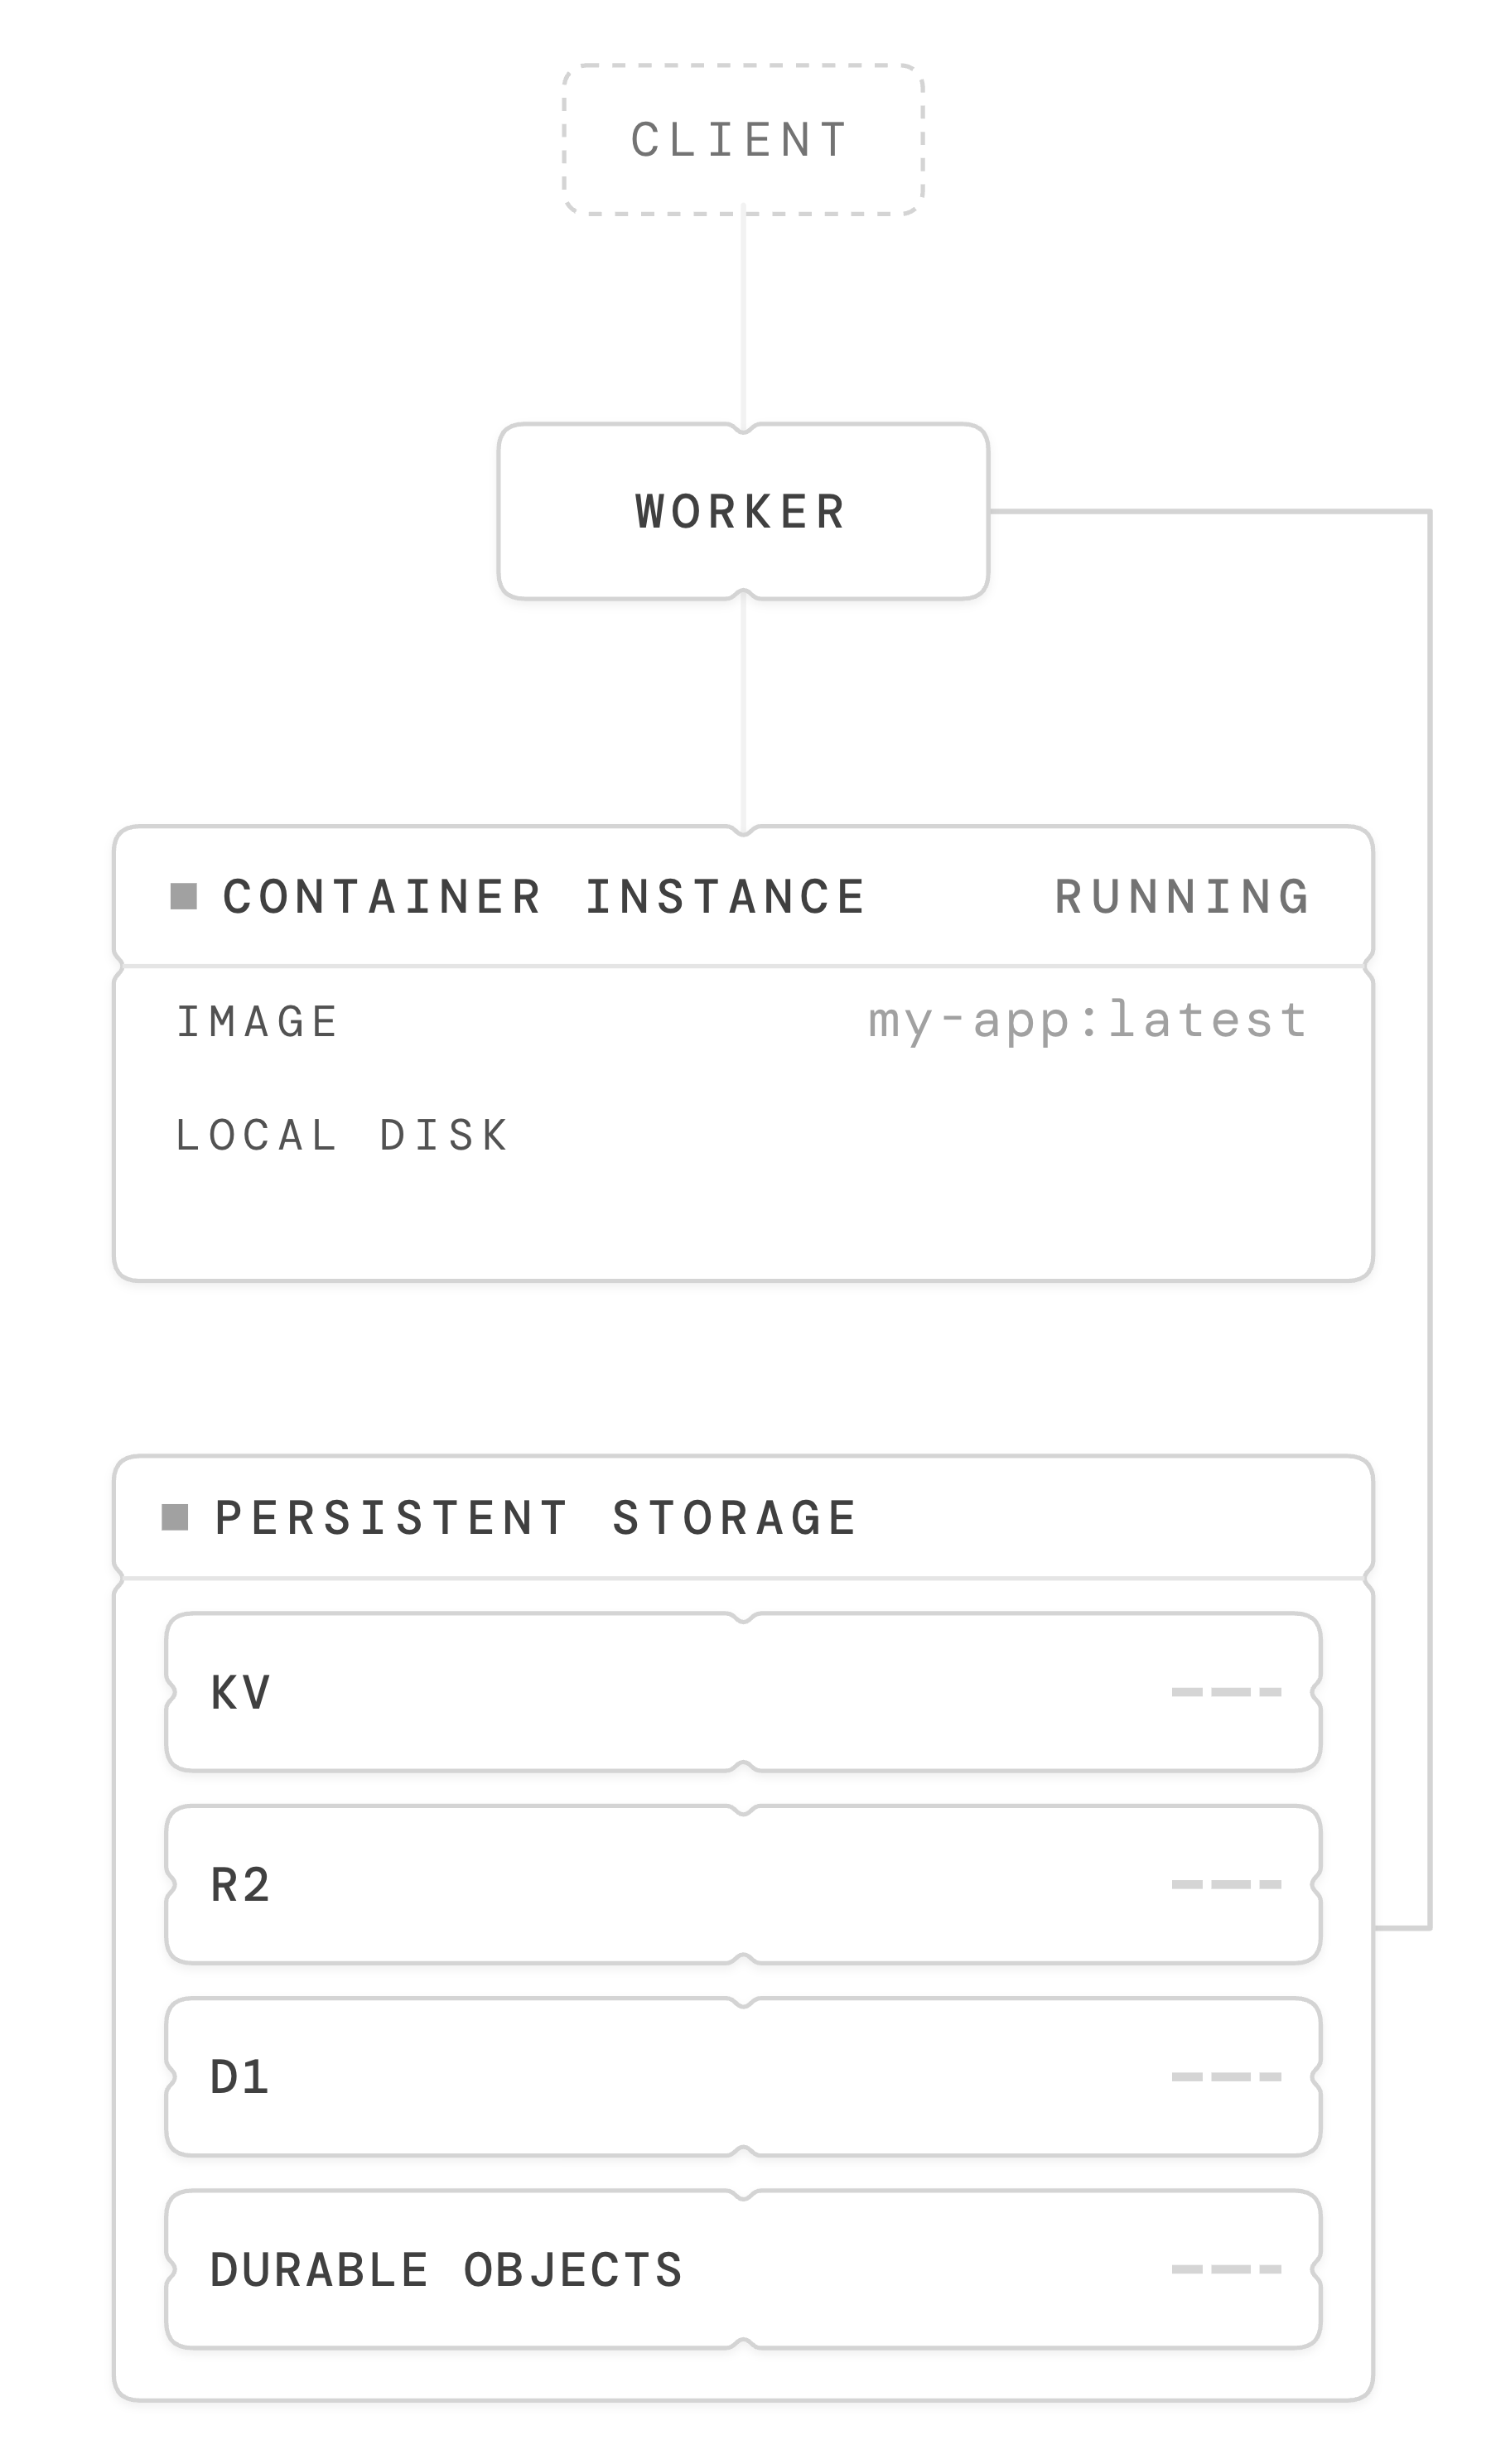 CLIENT
WORKER
CONTAINER INSTANCE RUNNING
IMAGE my-app:latest
LOCAL DISK
PERSISTENT STORAGE
KV
R2
D1
DURABLE OBJECTS